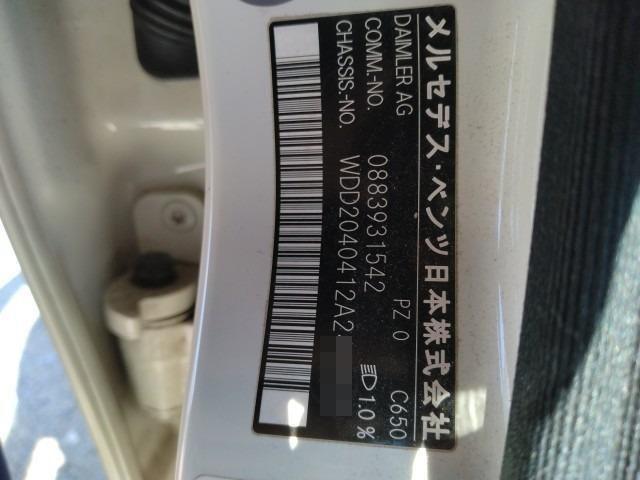 メルセデス・ベンツ日本株式会社
DAIMLER AG PZ 0 C650
COMM-NO. 0883931542
CHASSIS.-NO. WDD2040412A2 1.0%